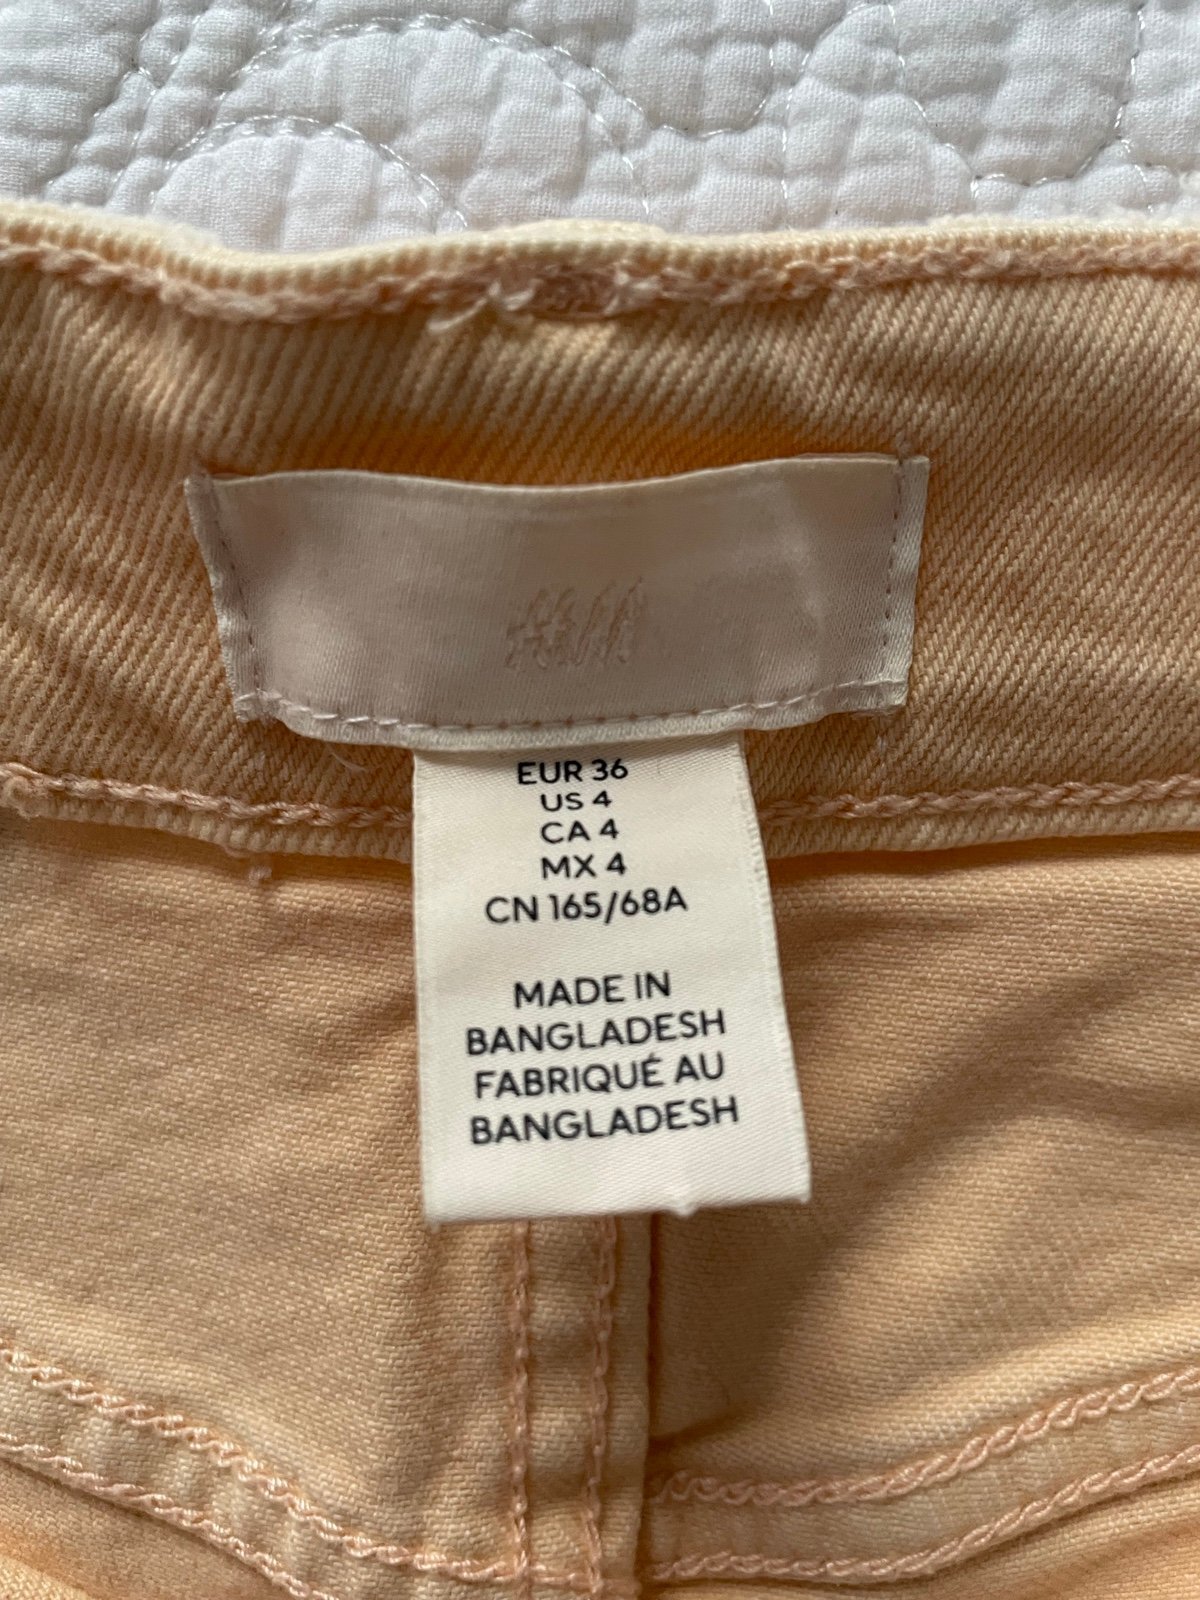 H&M
EUR 36
US 4
CA 4
MX 4
CN 165/68A
MADE IN
BANGLADESH
FABRIQUÉ AU
BANGLADESH